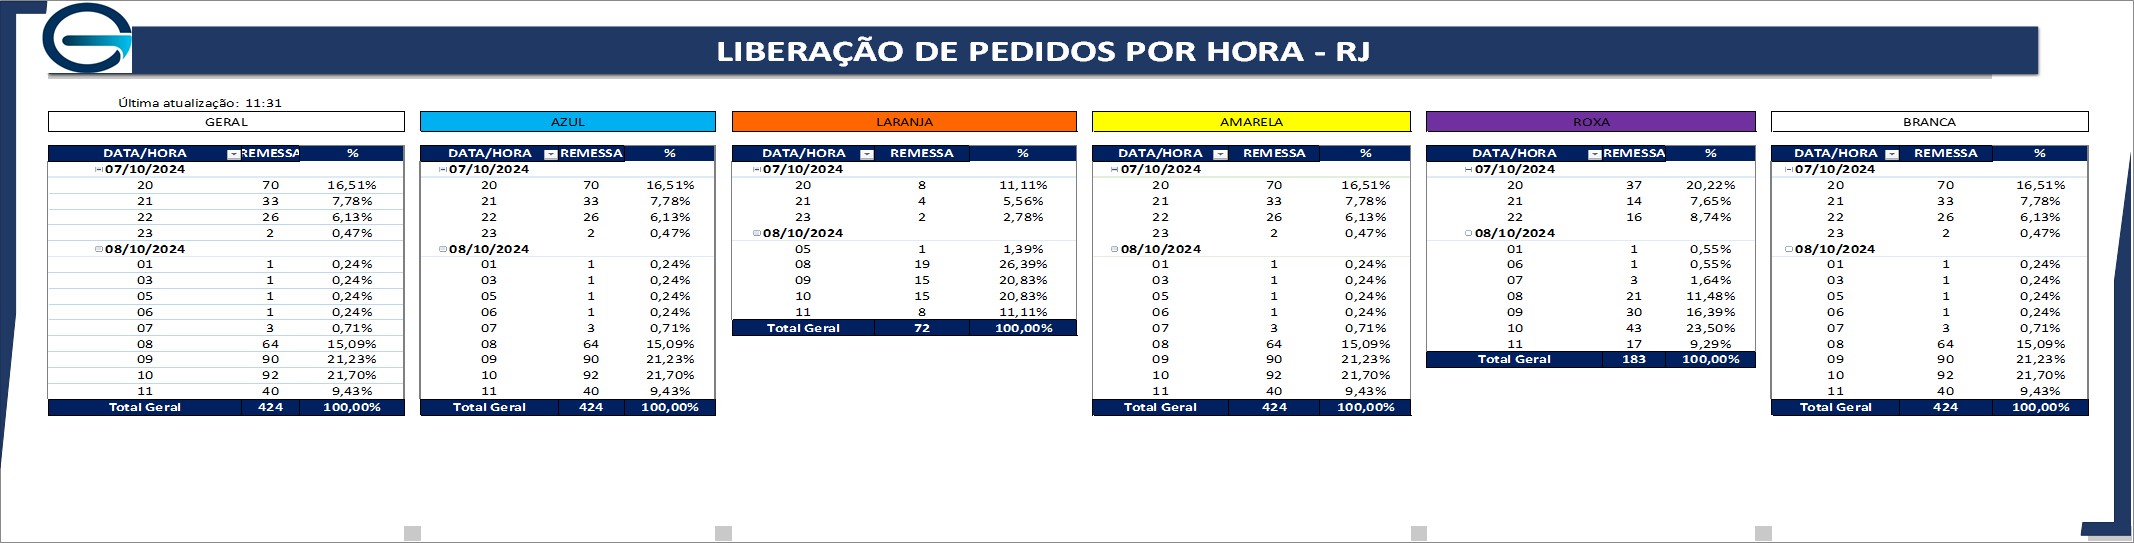 LIBERAÇÃO DE PEDIDOS POR HORA - RJ
Última atualização: 11:31
GERAL AZUL LARANJA AMARELA ROXA BRANCA
DATA/HORA REMESSA % DATA/HORA REMESSA % DATA/HORA REMESSA % DATA/HORA REMESSA % DATA/HORA REMESSA % DATA/HORA REMESSA %
07/10/2024 07/10/2024 07/10/2024 07/10/2024 07/10/2024 07/10/2024
20 70 16,51% 20 70 16,51% 20 8 11,11% 20 70 16,51% 20 37 20,22% 20 70 16,51%
21 33 7,78% 21 33 7,78% 21 4 5,56% 21 33 7,78% 21 14 7,65% 21 33 7,78%
22 26 6,13% 22 26 6,13% 23 2 2,78% 22 26 6,13% 22 16 8,74% 22 26 6,13%
23 2 0,47% 23 2 0,47% 08/10/2024 23 2 0,47% 08/10/2024 23 2 0,47%
08/10/2024 08/10/2024 05 1 1,39% 08/10/2024 01 1 0,55% 08/10/2024
01 1 0,24% 01 1 0,24% 08 19 26,39% 01 1 0,24% 06 1 0,55% 01 1 0,24%
03 1 0,24% 03 1 0,24% 09 15 20,83% 03 1 0,24% 07 3 1,64% 03 1 0,24%
05 1 0,24% 05 1 0,24% 10 15 20,83% 05 1 0,24% 08 21 11,48% 05 1 0,24%
06 1 0,24% 06 1 0,24% 11 8 11,11% 06 1 0,24% 09 30 16,39% 06 1 0,24%
07 3 0,71% 07 3 0,71% Total Geral 72 100,00% 07 3 0,71% 10 43 23,50% 07 3 0,71%
08 64 15,09% 08 64 15,09% 08 64 15,09% 11 17 9,29% 08 64 15,09%
09 90 21,23% 09 90 21,23% 09 90 21,23% Total Geral 183 100,00% 09 90 21,23%
10 92 21,70% 10 92 21,70% 10 92 21,70% 10 92 21,70%
11 40 9,43% 11 40 9,43% 11 40 9,43% 11 40 9,43%
Total Geral 424 100,00% Total Geral 424 100,00% Total Geral 424 100,00% Total Geral 424 100,00%